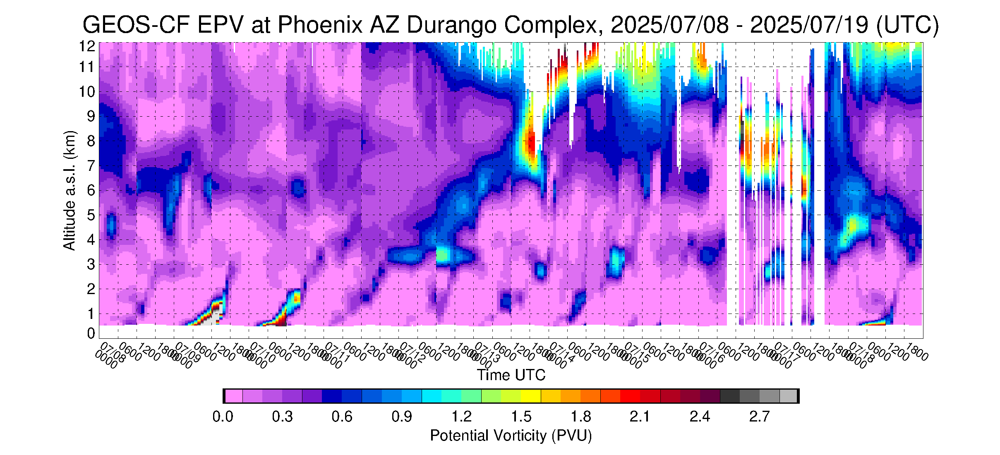 GEOS-CF EPV at Phoenix AZ Durango Complex, 2025/07/08 - 2025/07/19 (UTC)
Altitude a.s.l. (km)
12
11
10
9
8
7
6
5
4
3
2
1
0
07/08 0600 1200 1800 07/09 0600 1200 1800 07/10 0600 1200 1800 07/11 0600 1200 1800 07/12 0600 1200 1800 07/13 0600 1200 1800 07/14 0600 1200 1800 07/15 0600 1200 1800 07/16 0600 1200 1800 07/17 0600 1200 1800 07/18 0600 1200 1800
0000 0000 0000 0000 0000 0000 0000 0000 0000 0000 0000
Time UTC
0.0 0.3 0.6 0.9 1.2 1.5 1.8 2.1 2.4 2.7
Potential Vorticity (PVU)